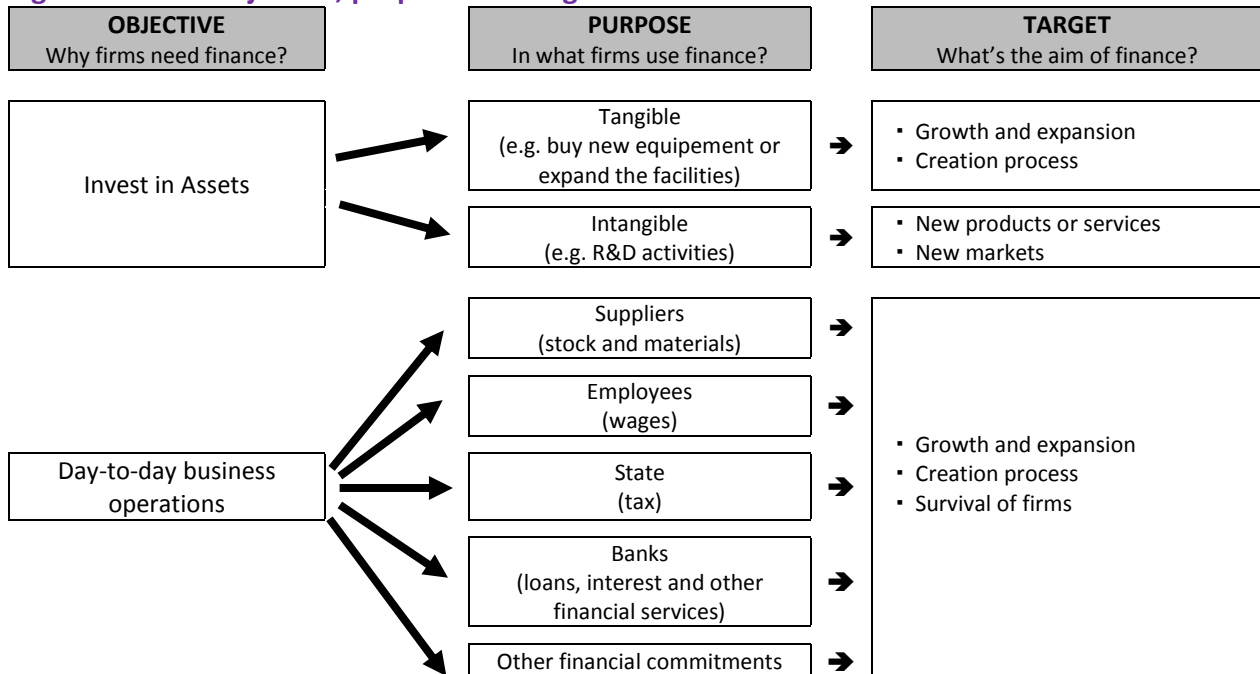 OBJECTIVE
Why firms need finance?
PURPOSE
In what firms use finance?
TARGET
What's the aim of finance?
Invest in Assets
Tangible
(e.g. buy new equipement or
expand the facilities)
▪ Growth and expansion
▪ Creation process
Intangible
(e.g. R&D activities)
▪ New products or services
▪ New markets
Day-to-day business
operations
Suppliers
(stock and materials)
Employees
(wages)
State
(tax)
Banks
(loans, interest and other
financial services)
Other financial commitments
▪ Growth and expansion
▪ Creation process
▪ Survival of firms